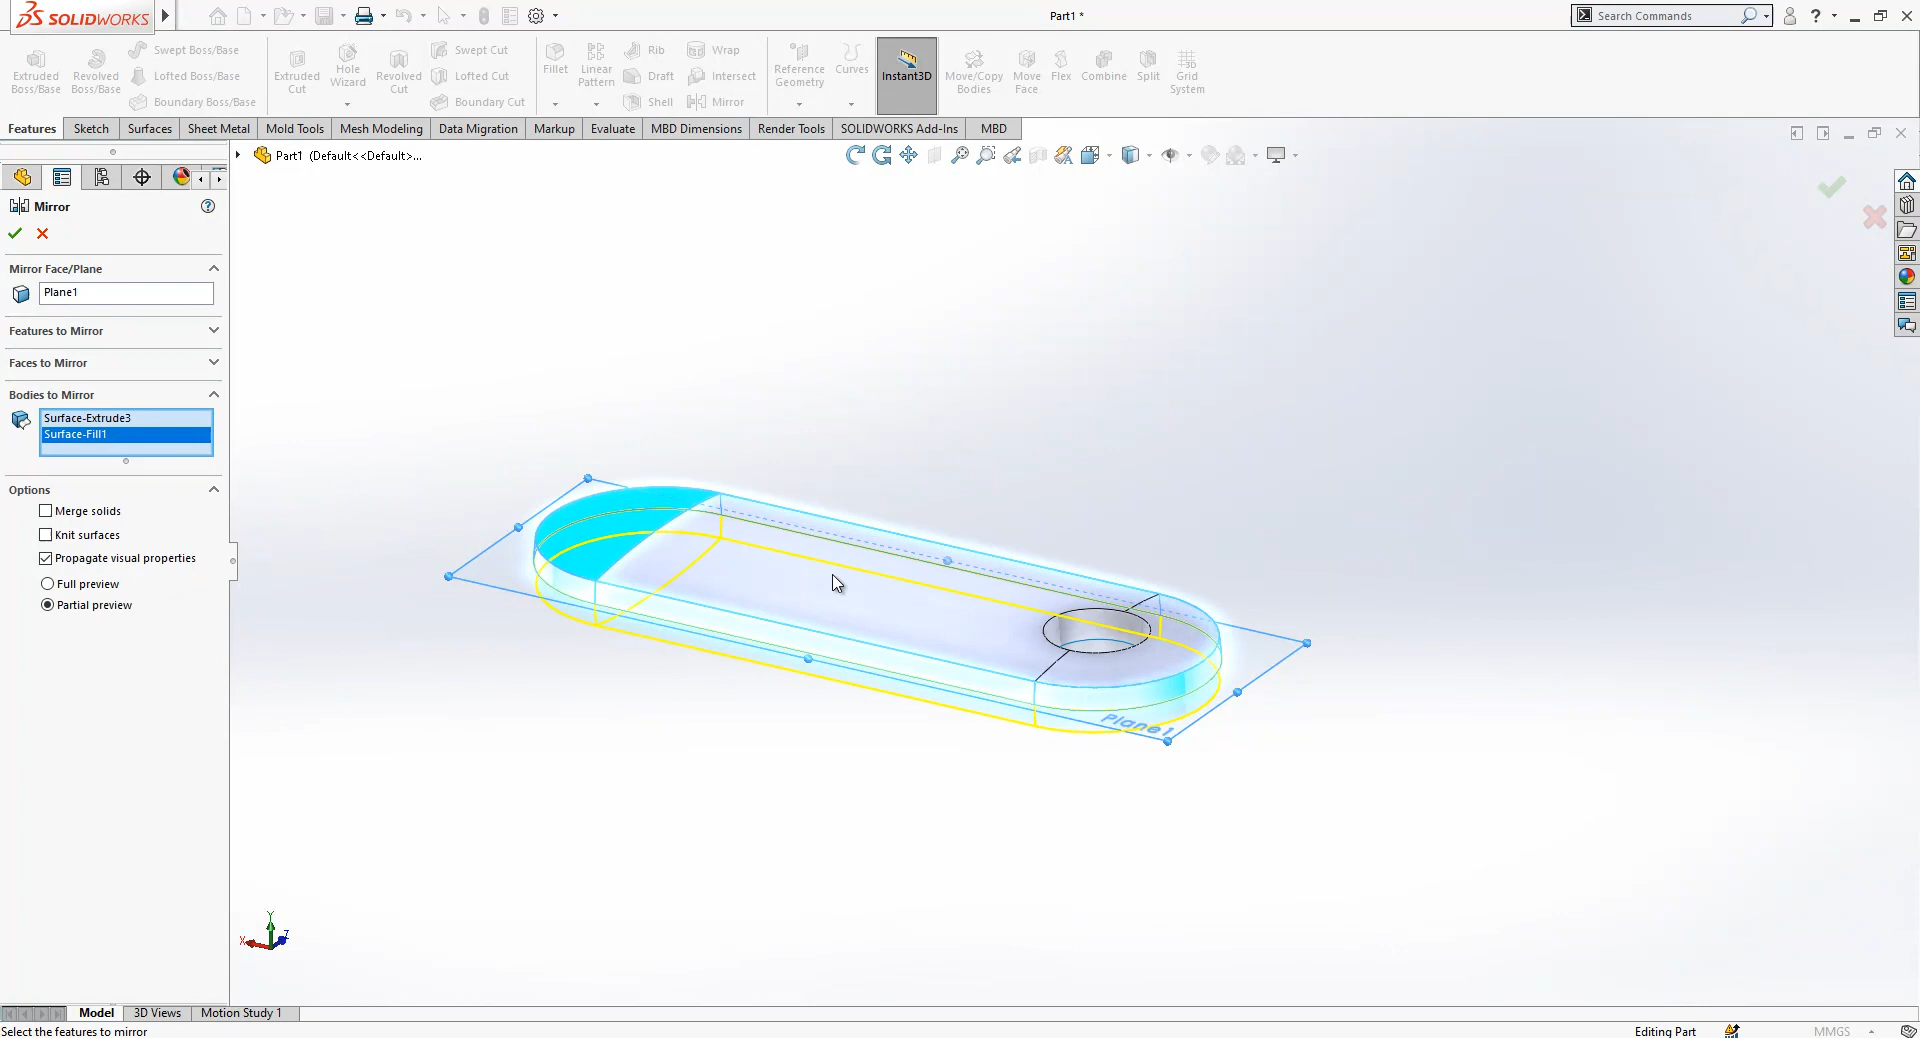 SOLIDWORKS
Part1 *
Search Commands
Extruded Boss/Base
Revolved Boss/Base
Swept Boss/Base
Lofted Boss/Base
Boundary Boss/Base
Extruded Cut
Hole Wizard
Revolved Cut
Swept Cut
Lofted Cut
Boundary Cut
Fillet
Linear Pattern
Rib
Draft
Shell
Wrap
Intersect
Mirror
Reference Geometry
Curves
Instant3D
Move/Copy Bodies
Move Face
Flex
Combine
Split
Grid System
Features
Sketch
Surfaces
Sheet Metal
Mold Tools
Mesh Modeling
Data Migration
Markup
Evaluate
MBD Dimensions
Render Tools
SOLIDWORKS Add-Ins
MBD
Part1 (Default<<Default>...
Mirror
Mirror Face/Plane
Plane1
Features to Mirror
Faces to Mirror
Bodies to Mirror
Surface-Extrude3
Surface-Fill1
Options
Merge solids
Knit surfaces
Propagate visual properties
Full preview
Partial preview
Plane1
Y
X
Z
Model
3D Views
Motion Study 1
Select the features to mirror
Editing Part
MMGS